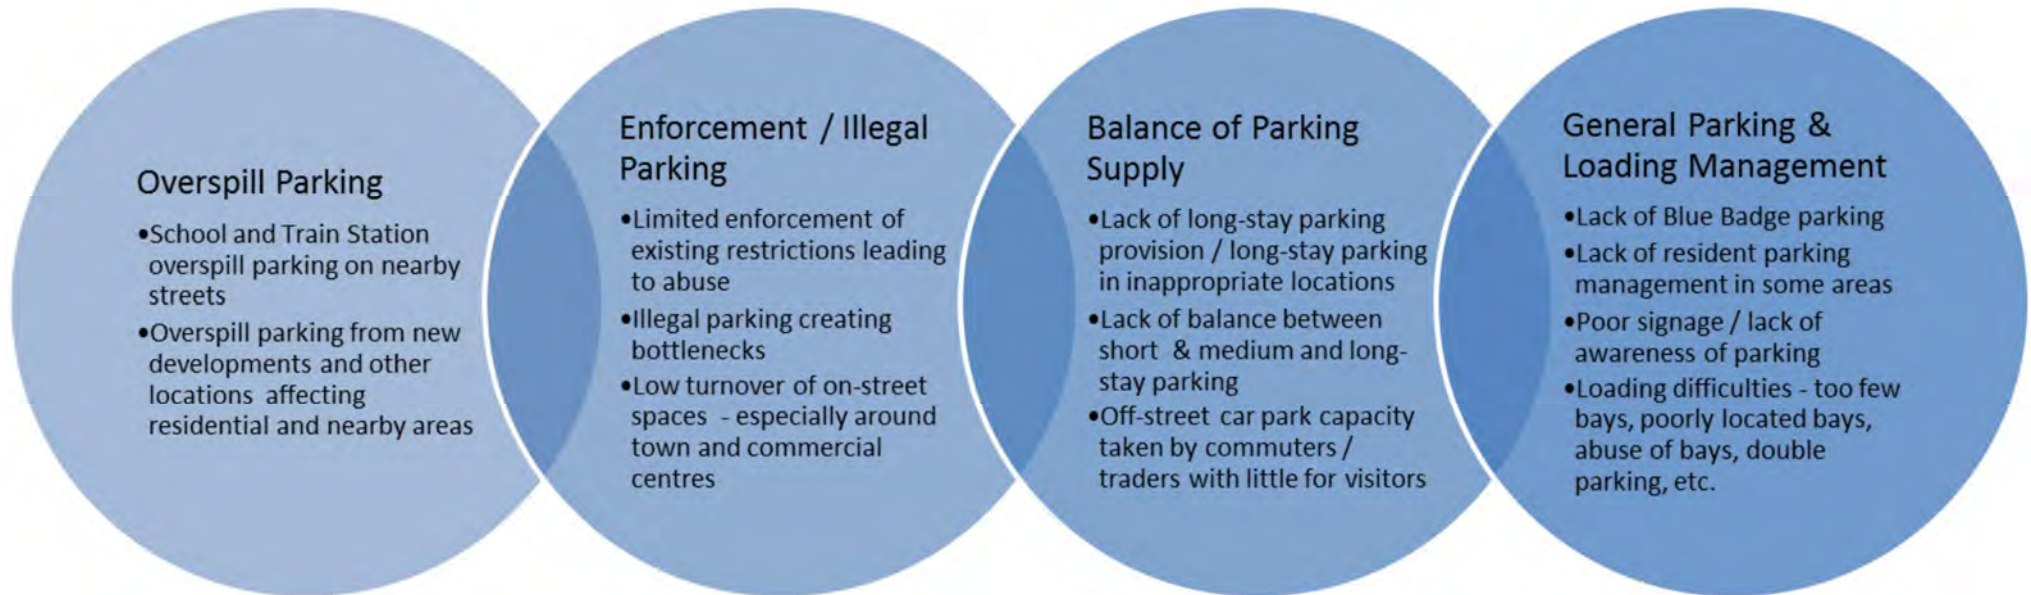 Overspill Parking
•School and Train Station
overspill parking on nearby
streets
•Overspill parking from new
developments and other
locations affecting
residential and nearby areas
Enforcement / Illegal
Parking
•Limited enforcement of
existing restrictions leading
to abuse
•Illegal parking creating
bottlenecks
•Low turnover of on-street
spaces - especially around
town and commercial
centres
Balance of Parking
Supply
•Lack of long-stay parking
provision / long-stay parking
in inappropriate locations
•Lack of balance between
short & medium and long-
stay parking
•Off-street car park capacity
taken by commuters /
traders with little for visitors
General Parking &
Loading Management
•Lack of Blue Badge parking
•Lack of resident parking
management in some areas
•Poor signage / lack of
awareness of parking
•Loading difficulties - too few
bays, poorly located bays,
abuse of bays, double
parking, etc.